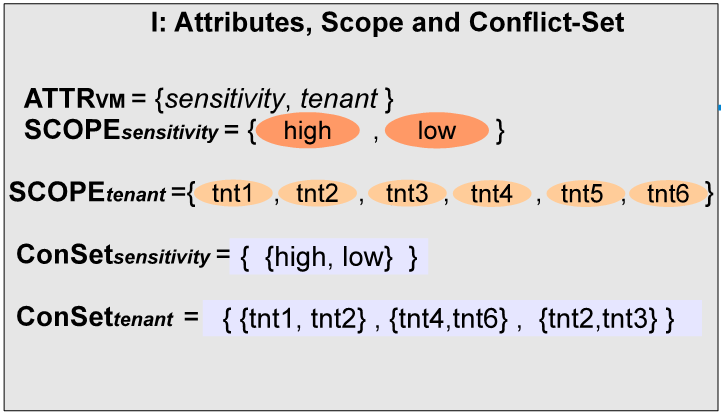 I: Attributes, Scope and Conflict-Set
ATTRVM = {sensitivity, tenant }
SCOPEsensitivity = { high , low }
SCOPEtenant ={ tnt1 , tnt2 , tnt3 , tnt4 , tnt5 , tnt6 }
ConSetsensitivity = { {high, low} }
ConSettenant = { {tnt1, tnt2} , {tnt4,tnt6} , {tnt2,tnt3} }